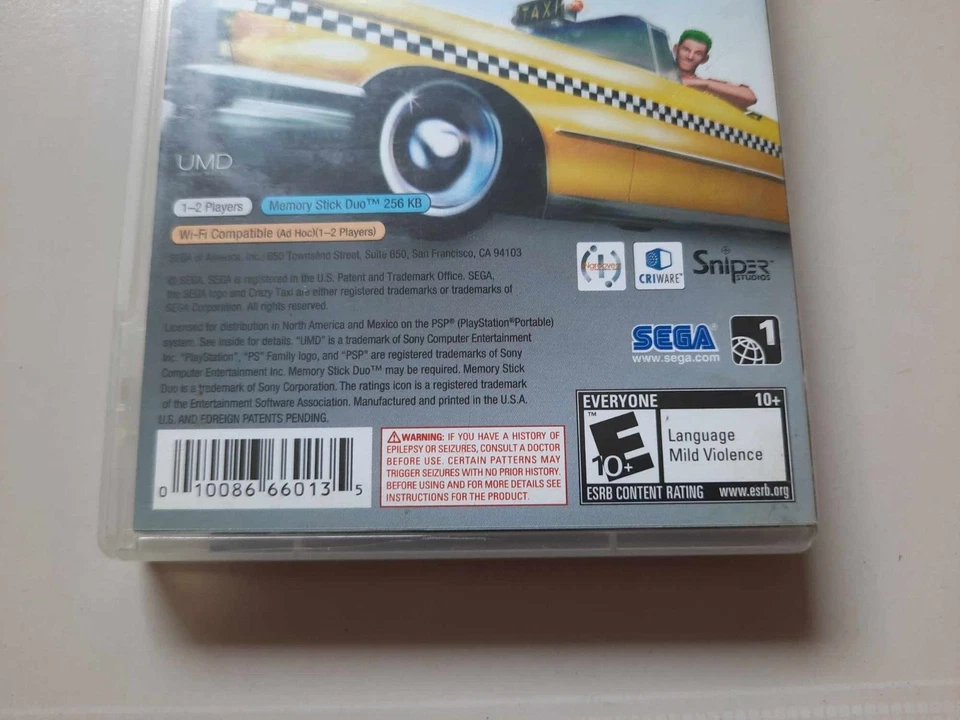 TAXI
UMD
1-2 Players
Memory Stick Duo™ 256 KB
Wi-Fi Compatible (Ad Hoc)(1-2 Players)
SEGA of America, Inc.: 650 Townsend Street, Suite 650, San Francisco, CA 94103
© SEGA. SEGA is registered in the U.S. Patent and Trademark Office. SEGA,
the SEGA logo and Crazy Taxi are either registered trademarks or trademarks of
SEGA Corporation. All rights reserved.
Licensed for distribution in North America and Mexico on the PSP® (PlayStation®Portable)
system. See inside for details. "UMD" is a trademark of Sony Computer Entertainment
Inc. "PlayStation", "PS" Family logo, and "PSP" are registered trademarks of Sony
Computer Entertainment Inc. Memory Stick Duo™ may be required. Memory Stick
Duo is a trademark of Sony Corporation. The ratings icon is a registered trademark
of the Entertainment Software Association. Manufactured and printed in the U.S.A.
U.S. AND FOREIGN PATENTS PENDING.
CRIWARE™
Sniper
STUDIOS
SEGA®
www.sega.com
1
0 10086 66013 5
WARNING: IF YOU HAVE A HISTORY OF
EPILEPSY OR SEIZURES, CONSULT A DOCTOR
BEFORE USE. CERTAIN PATTERNS MAY
TRIGGER SEIZURES WITH NO PRIOR HISTORY.
BEFORE USING AND FOR MORE DETAILS SEE
INSTRUCTIONS FOR THE PRODUCT.
EVERYONE 10+
™
E
10+
Language
Mild Violence
ESRB CONTENT RATING www.esrb.org